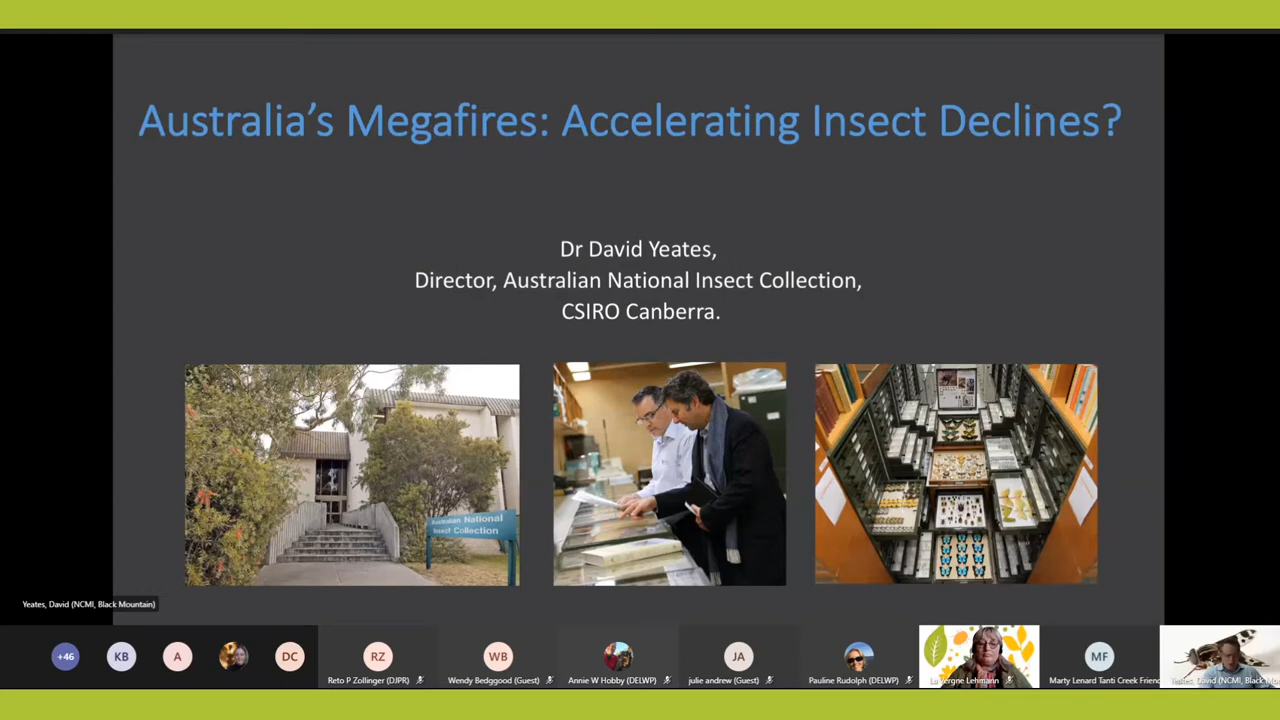 Australia's Megafires: Accelerating Insect Declines?
Dr David Yeates,
Director, Australian National Insect Collection,
CSIRO Canberra.
Australian National
Insect Collection
Yeates, David (NCMI, Black Mountain)
+46
KB
A
DC
RZ
Reto P Zollinger (DJPR)
WB
Wendy Bedggood (Guest)
Annie W Hobby (DELWP)
JA
julie andrew (Guest)
Pauline Rudolph (DELWP)
Lehmann
MF
Marty Lenard Tanti Creek Friend
Yeates, David (NCMI, Black Mo